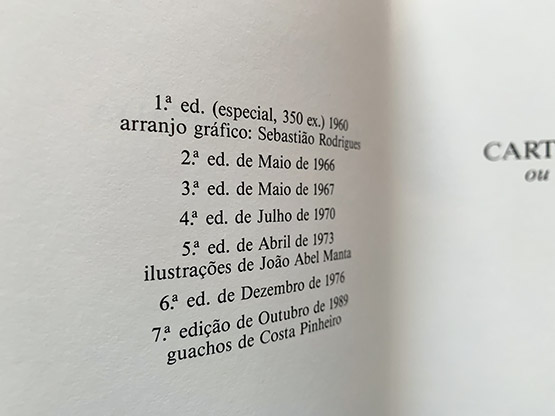 1.ª ed. (especial, 350 ex.) 1960
arranjo gráfico: Sebastião Rodrigues
2.ª ed. de Maio de 1966
3.ª ed. de Maio de 1967
4.ª ed. de Julho de 1970
5.ª ed. de Abril de 1973
ilustrações de João Abel Manta
6.ª ed. de Dezembro de 1976
7.ª edição de Outubro de 1989
guachos de Costa Pinheiro
CART
ou